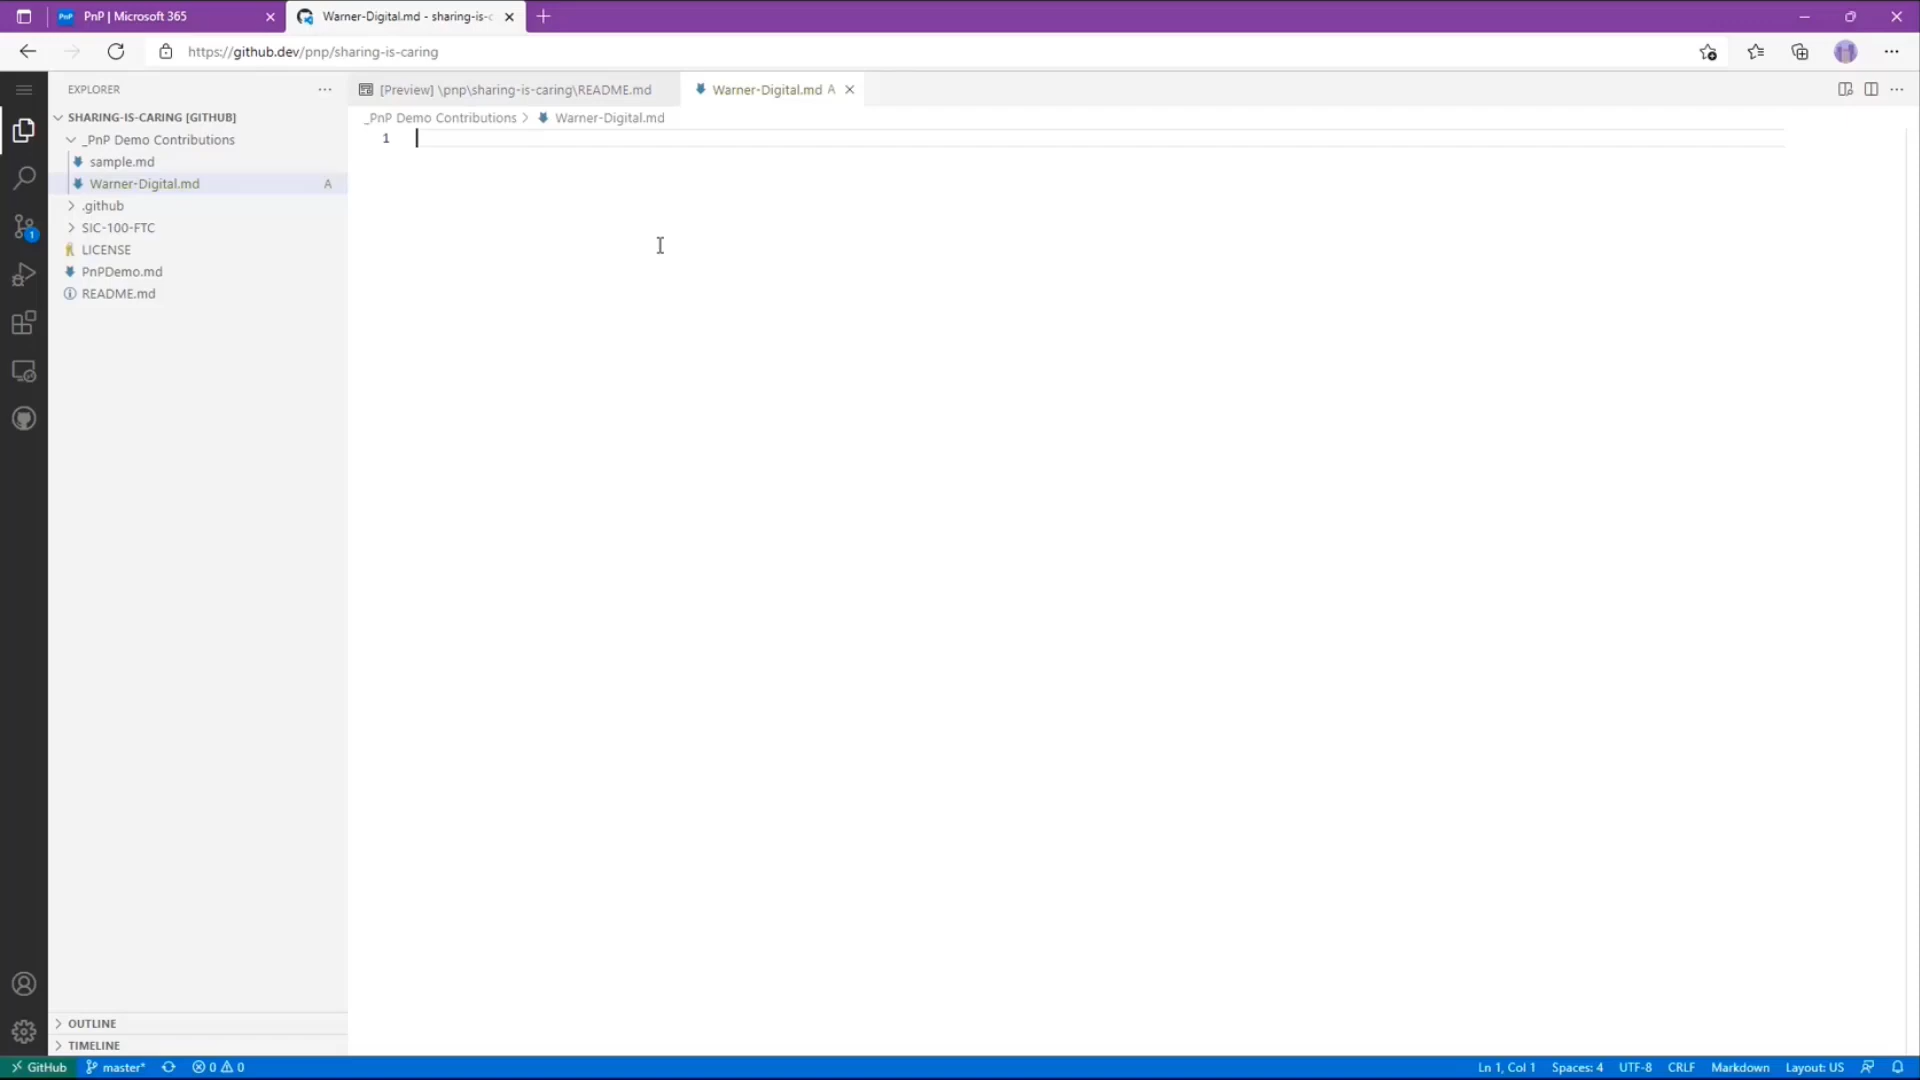 PnP PnP | Microsoft 365
Warner-Digital.md - sharing-is-c
https://github.dev/pnp/sharing-is-caring
EXPLORER
[Preview] \pnp\sharing-is-caring\README.md
Warner-Digital.md A
SHARING-IS-CARING [GITHUB]
_PnP Demo Contributions
sample.md
Warner-Digital.md A
.github
SIC-100-FTC
LICENSE
PnPDemo.md
README.md
_PnP Demo Contributions > Warner-Digital.md
1
1
OUTLINE
TIMELINE
GitHub master* 0 0 Ln 1, Col 1 Spaces: 4 UTF-8 CRLF Markdown Layout: US